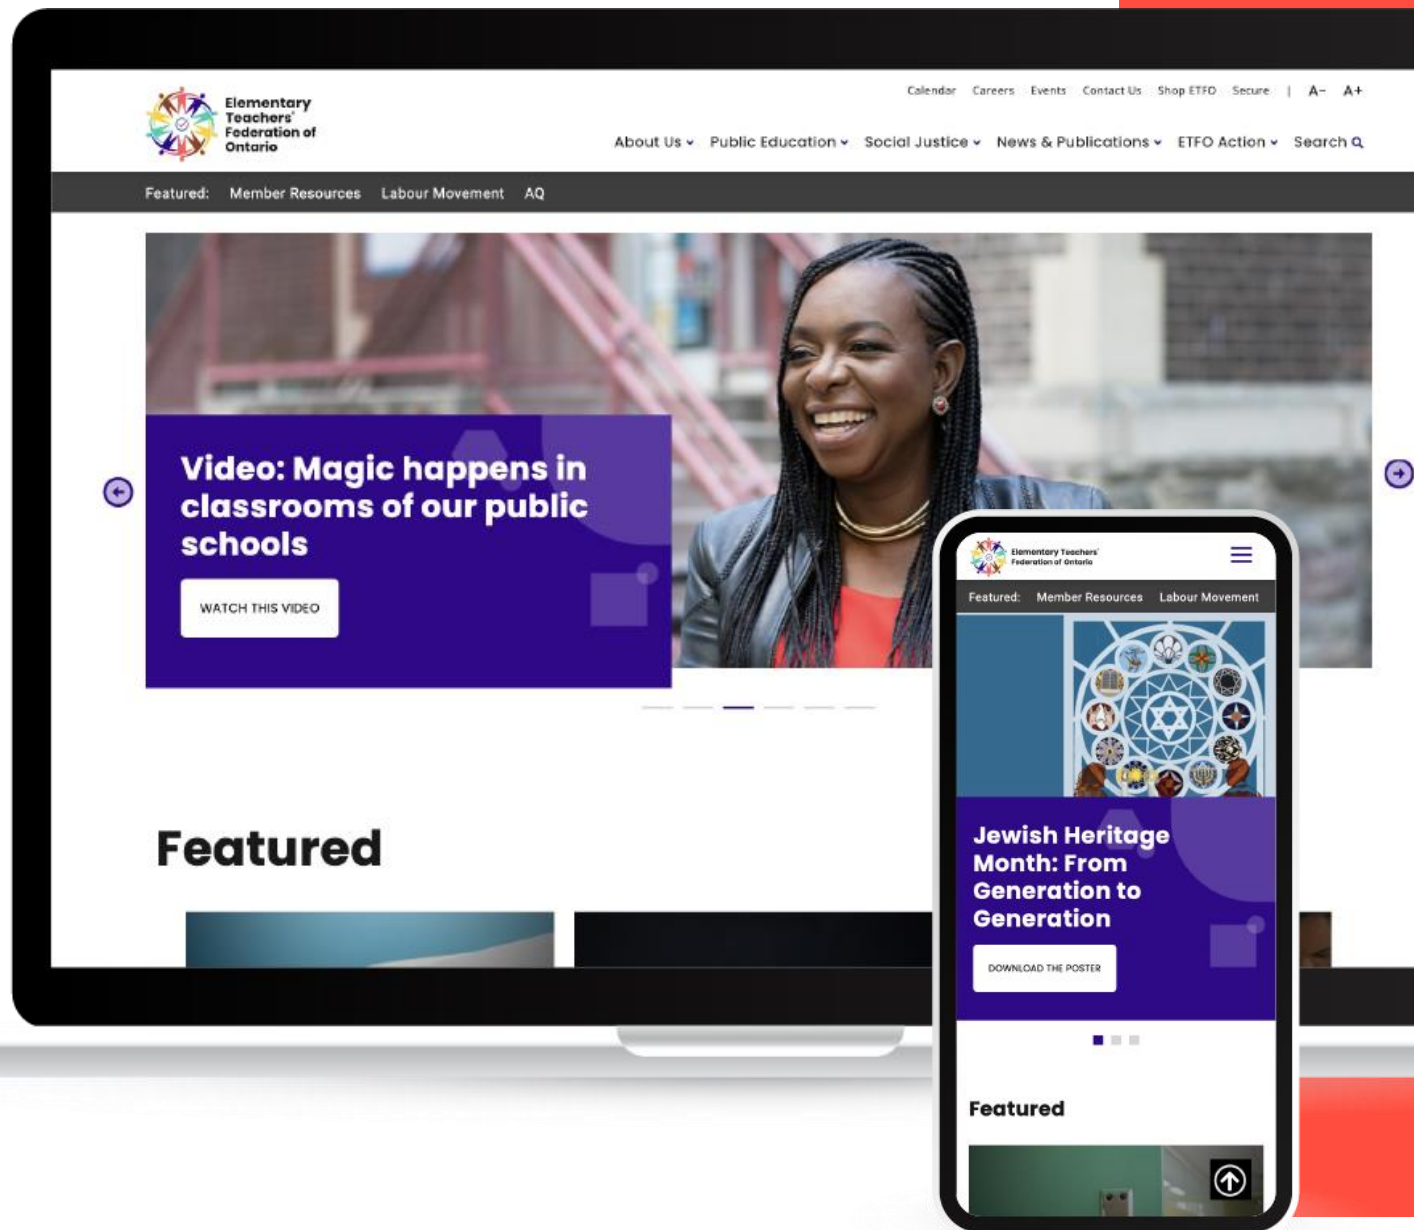 Elementary
Teachers'
Federation of
Ontario
Calendar Careers Events Contact Us Shop ETFO Secure | A- A+
About Us Public Education Social Justice News & Publications ETFO Action Search
Featured: Member Resources Labour Movement AQ
Video: Magic happens in
classrooms of our public
schools
WATCH THIS VIDEO
Featured
Elementary Teachers'
Federation of Ontario
Featured: Member Resources Labour Movement
Jewish Heritage
Month: From
Generation to
Generation
DOWNLOAD THE POSTER
Featured